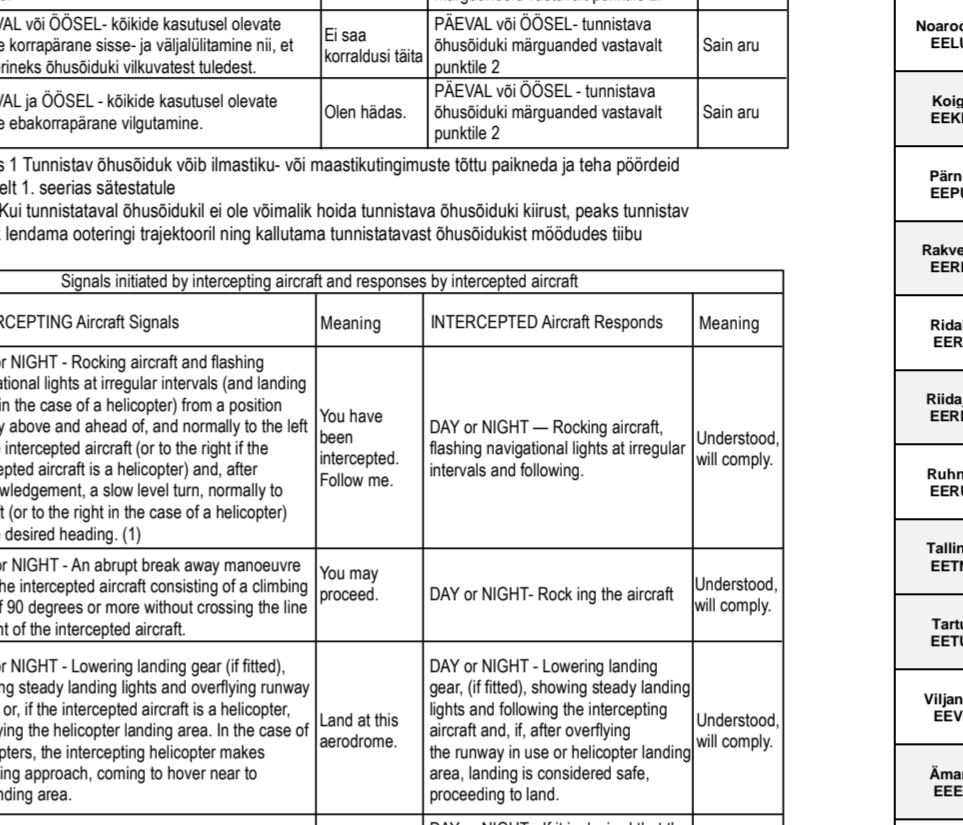 VAL või ÖÖSEL- kõikide kasutusel olevate
e korrapärane sisse- ja väljalülitamine nii, et
rineks õhusõiduki vilkuvatest tuledest.
Ei saa
korraldusi täita
PÄEVAL või ÖÖSEL- tunnistava
õhusõiduki märguanded vastavalt
punktile 2
Sain aru
VAL ja ÖÖSEL - kõikide kasutusel olevate
e ebakorrapärane vilgutamine.
Olen hädas.
PÄEVAL või ÖÖSEL - tunnistava
õhusõiduki märguanded vastavalt
punktile 2
Sain aru
s 1 Tunnistav õhusõiduk võib ilmastiku- või maastikutingimuste tõttu paikneda ja teha pöördeid
elt 1. seerias sätestatule
Kui tunnistataval õhusõidukil ei ole võimalik hoida tunnistava õhusõiduki kiirust, peaks tunnistav
lendama ooteringi trajektooril ning kallutama tunnistatavast õhusõidukist möödudes tiibu
Signals initiated by intercepting aircraft and responses by intercepted aircraft
RCEPTING Aircraft Signals
Meaning
INTERCEPTED Aircraft Responds
Meaning
or NIGHT - Rocking aircraft and flashing
ational lights at irregular intervals (and landing
in the case of a helicopter) from a position
y above and ahead of, and normally to the left
e intercepted aircraft (or to the right if the
epted aircraft is a helicopter) and, after
wledgement, a slow level turn, normally to
ft (or to the right in the case of a helicopter)
e desired heading. (1)
You have
been
intercepted.
Follow me.
DAY or NIGHT — Rocking aircraft,
flashing navigational lights at irregular
intervals and following.
Understood,
will comply.
or NIGHT - An abrupt break away manoeuvre
he intercepted aircraft consisting of a climbing
f 90 degrees or more without crossing the line
ht of the intercepted aircraft.
You may
proceed.
DAY or NIGHT- Rock ing the aircraft
Understood,
will comply.
or NIGHT - Lowering landing gear (if fitted),
ng steady landing lights and overflying runway
or, if the intercepted aircraft is a helicopter,
ying the helicopter landing area. In the case of
pters, the intercepting helicopter makes
ing approach, coming to hover near to
nding area.
Land at this
aerodrome.
DAY or NIGHT - Lowering landing
gear, (if fitted), showing steady landing
lights and following the intercepting
aircraft and, if, after overflying
the runway in use or helicopter landing
area, landing is considered safe,
proceeding to land.
Understood,
will comply.
Noaroo
EELU
Koig
EEK
Pärn
EEPU
Rakve
EER
Rida
EER
Riida
EER
Ruhn
EERU
Tallin
EETN
Tartu
EETU
Viljan
EEV
Ämar
EEE